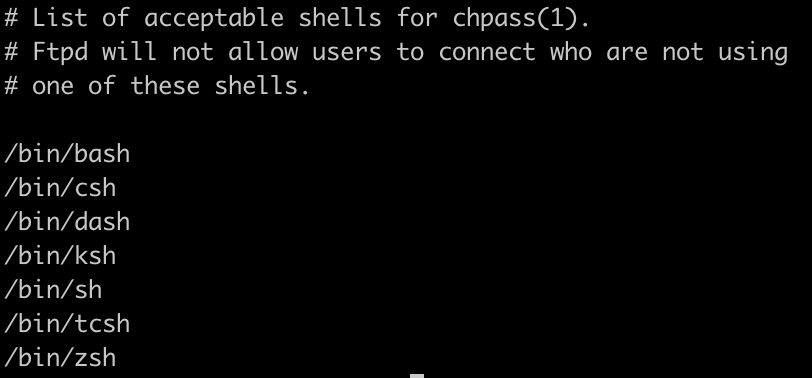 # List of acceptable shells for chpass(1).
# Ftpd will not allow users to connect who are not using
# one of these shells.

/bin/bash
/bin/csh
/bin/dash
/bin/ksh
/bin/sh
/bin/tcsh
/bin/zsh